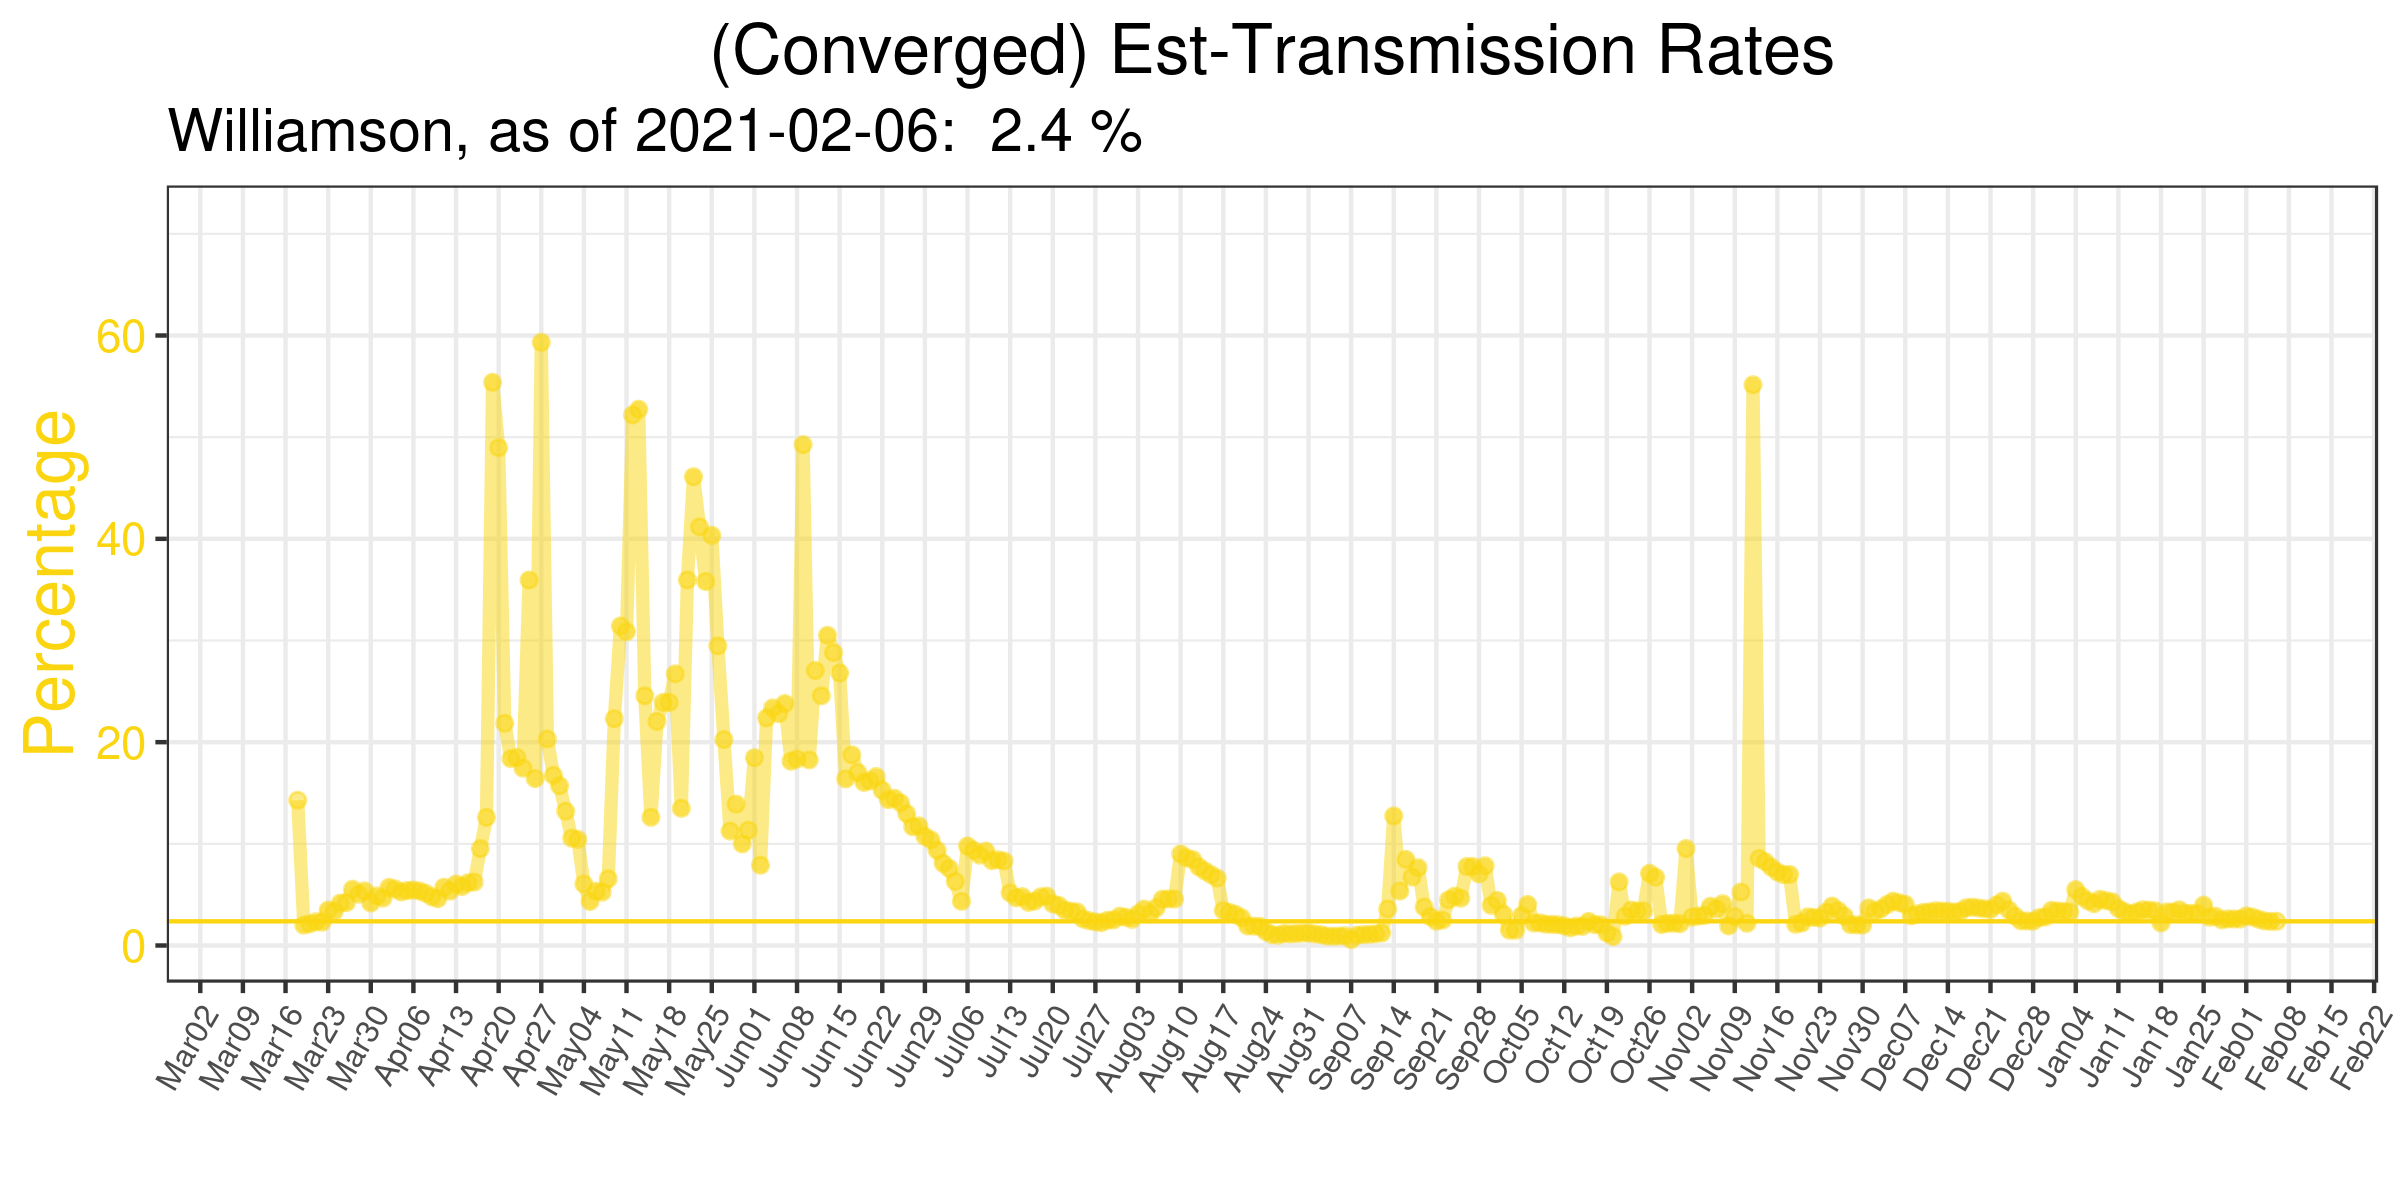 (Converged) Est-Transmission Rates
Williamson, as of 2021-02-06:  2.4 %
Percentage
60
40
20
0
Mar02 Mar09 Mar16 Mar23 Mar30 Apr06 Apr13 Apr20 Apr27 May04 May11 May18 May25 Jun01 Jun08 Jun15 Jun22 Jun29 Jul06 Jul13 Jul20 Jul27 Aug03 Aug10 Aug17 Aug24 Aug31 Sep07 Sep14 Sep21 Sep28 Oct05 Oct12 Oct19 Oct26 Nov02 Nov09 Nov16 Nov23 Nov30 Dec07 Dec14 Dec21 Dec28 Jan04 Jan11 Jan18 Jan25 Feb01 Feb08 Feb15 Feb22